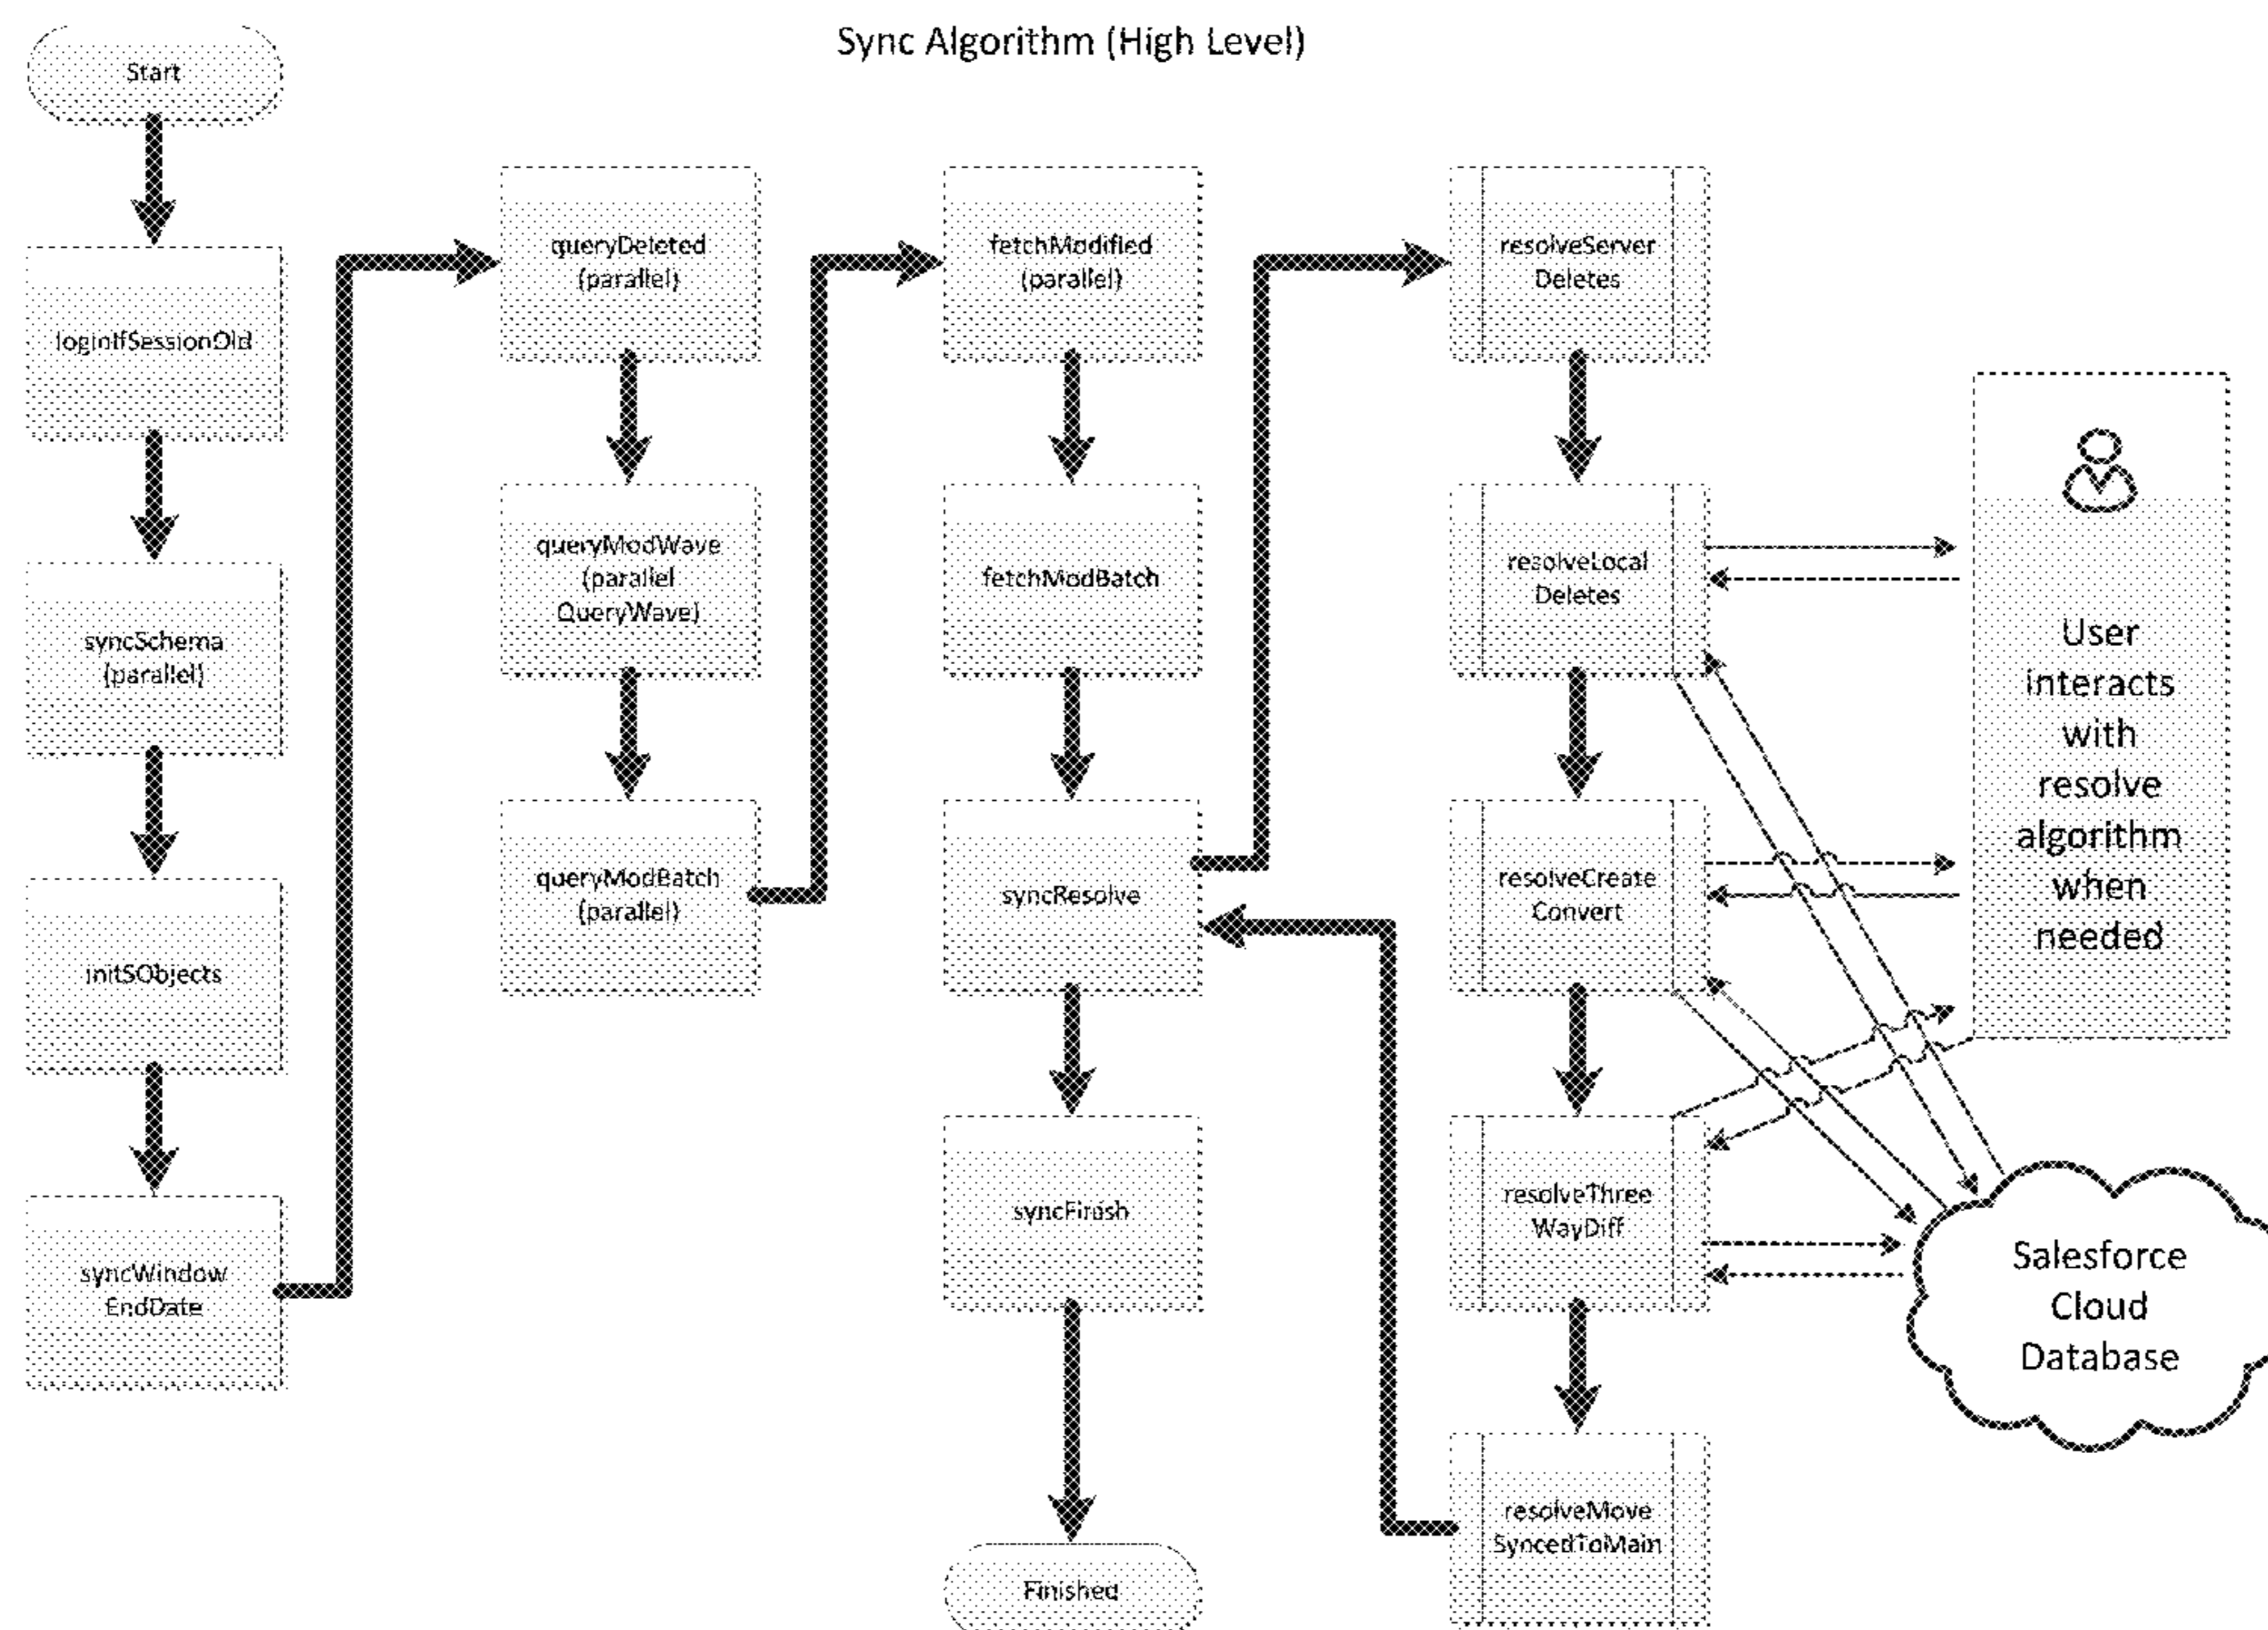 Sync Algorithm (High Level)
Start
loginIfSessionOld
syncSchema
(parallel)
initSObjects
syncWindow
EndDate
queryDeleted
(parallel)
queryModWave
(parallel
QueryWave)
queryModBatch
(parallel)
fetchModified
(parallel)
fetchModBatch
syncResolve
syncFinish
Finished
resolveServer
Deletes
resolveLocal
Deletes
resolveCreate
Convert
resolveThree
WayDiff
resolveMove
SyncedToMain
User
interacts
with
resolve
algorithm
when
needed
Salesforce
Cloud
Database